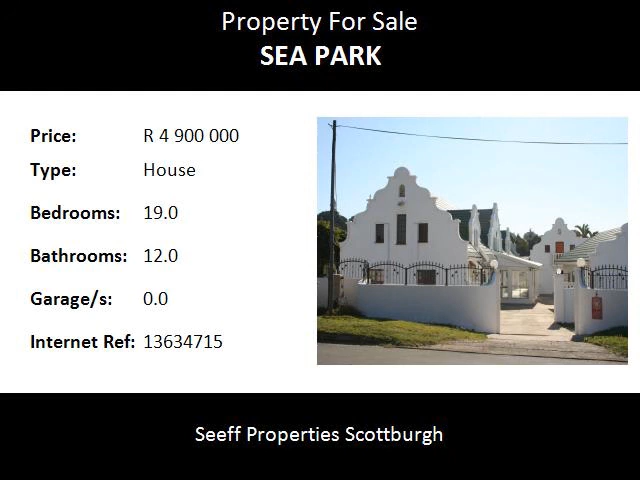 Property For Sale
SEA PARK
Price: R 4 900 000
Type: House
Bedrooms: 19.0
Bathrooms: 12.0
Garage/s: 0.0
Internet Ref: 13634715
Seeff Properties Scottburgh